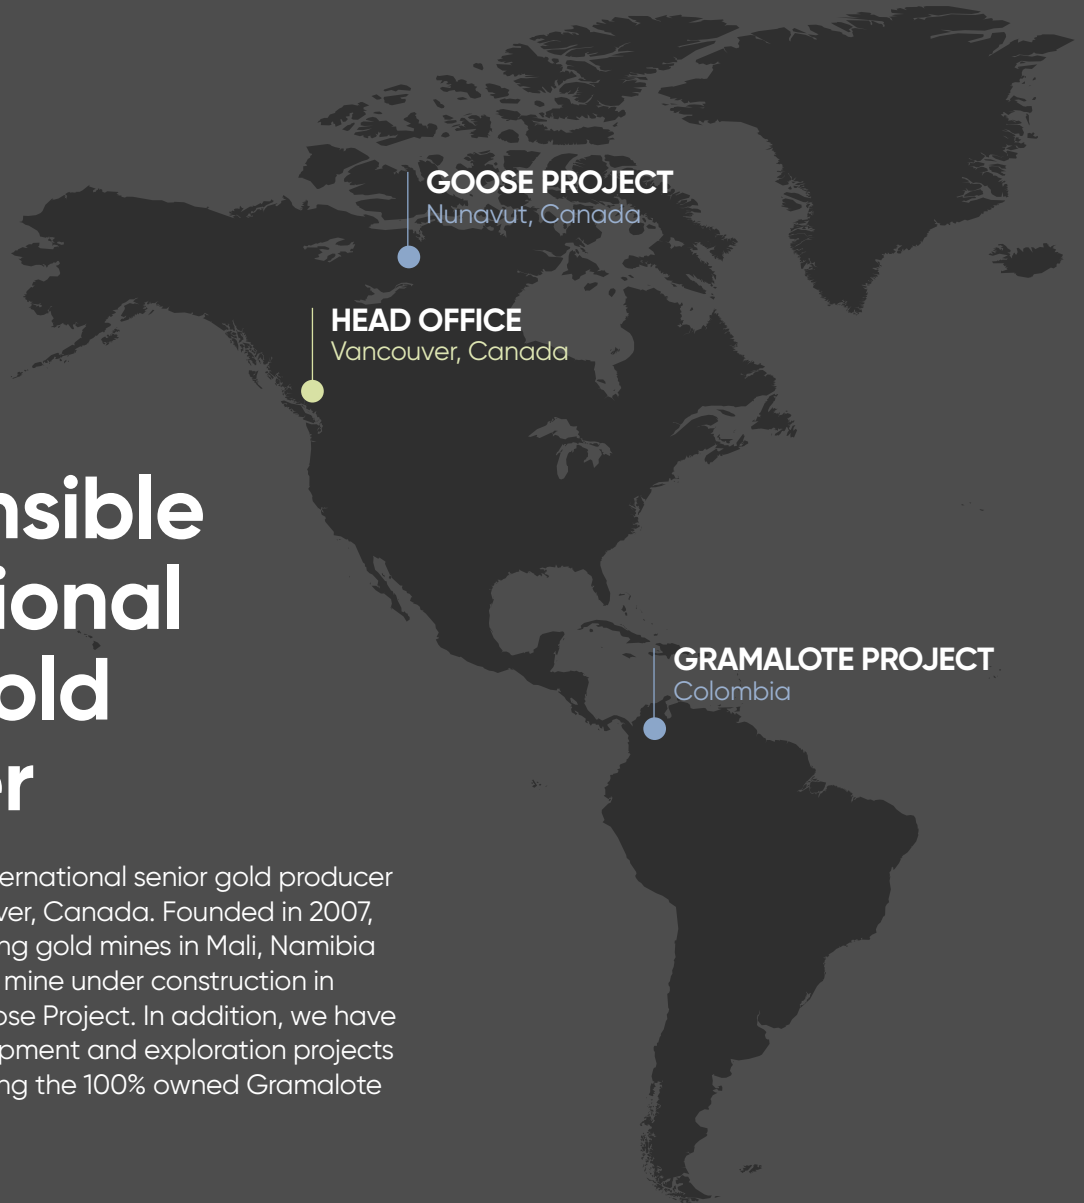 GOOSE PROJECT
Nunavut, Canada
HEAD OFFICE
Vancouver, Canada
nsible
ional
old
er
GRAMALOTE PROJECT
Colombia
ernational senior gold producer
ver, Canada. Founded in 2007,
ng gold mines in Mali, Namibia
mine under construction in
ose Project. In addition, we have
pment and exploration projects
ng the 100% owned Gramalote